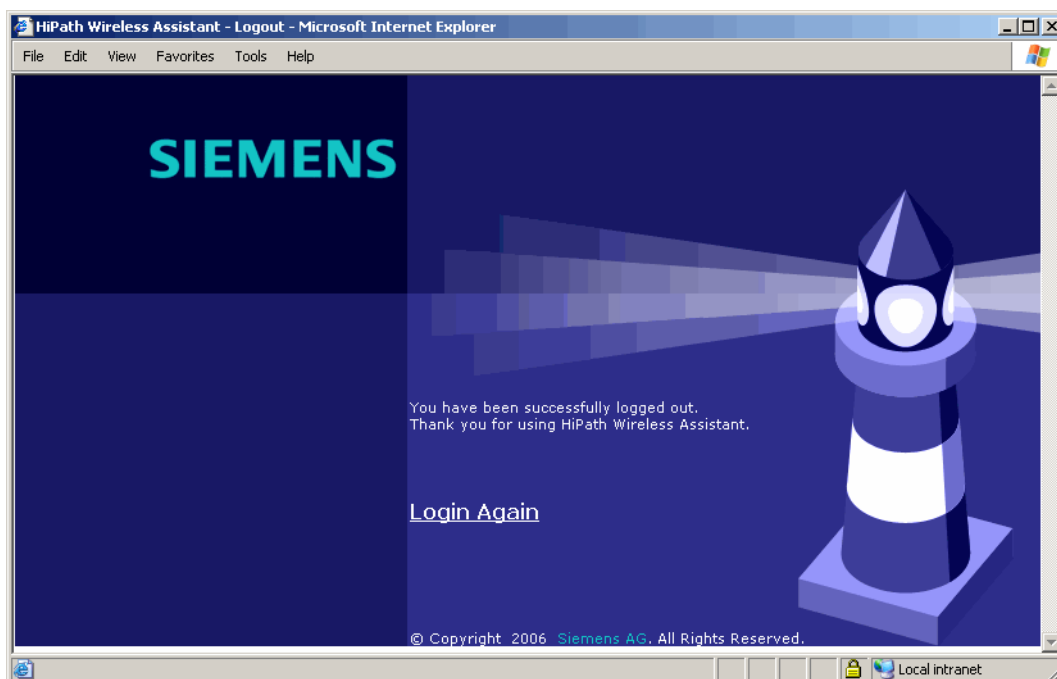 HiPath Wireless Assistant - Logout - Microsoft Internet Explorer
File Edit View Favorites Tools Help
SIEMENS
You have been successfully logged out.
Thank you for using HiPath Wireless Assistant.
Login Again
© Copyright 2006 Siemens AG. All Rights Reserved.
Local intranet